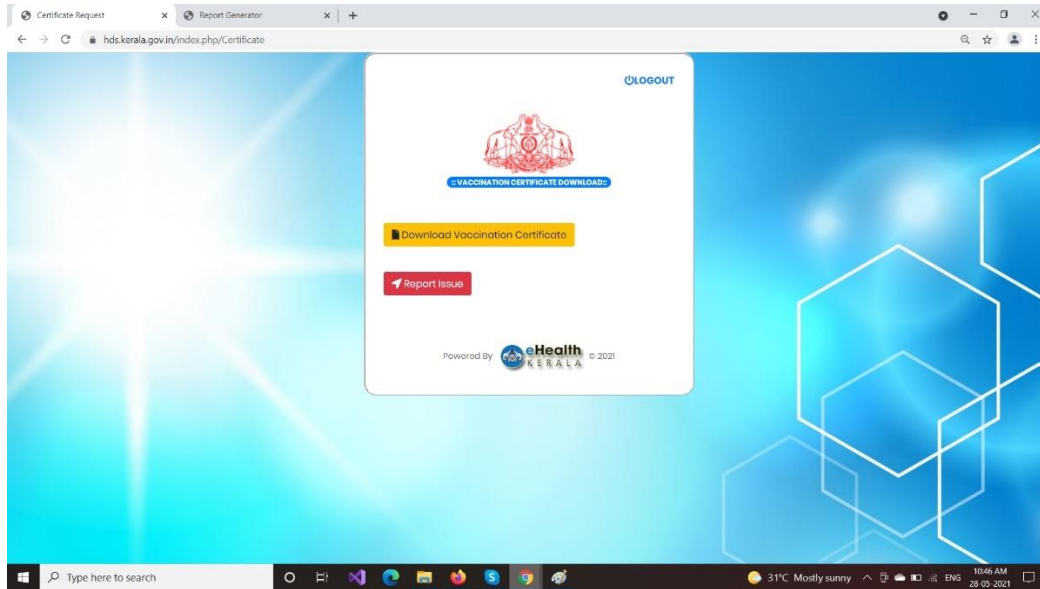 Certificate Request
Report Generator
hds.kerala.gov.in/index.php/Certificate
LOGOUT
:: VACCINATION CERTIFICATE DOWNLOAD::
Download Vaccination Certificate
Report Issue
Powered By eHealth KERALA © 2021
Type here to search
31°C Mostly sunny
ENG
10:46 AM
28-05-2021